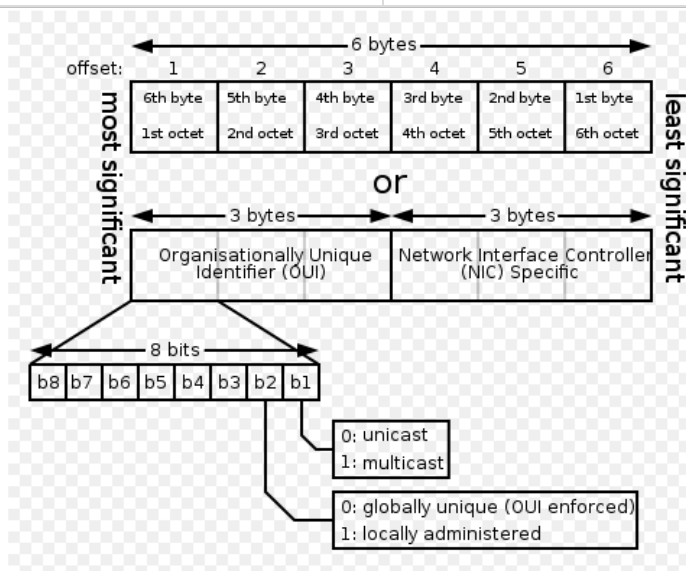 6 bytes
offset: 1 2 3 4 5 6
6th byte 5th byte 4th byte 3rd byte 2nd byte 1st byte
1st octet 2nd octet 3rd octet 4th octet 5th octet 6th octet
most significant
least significant
or
3 bytes 3 bytes
Organisationally Unique
Identifier (OUI)
Network Interface Controller
(NIC) Specific
8 bits
b8 b7 b6 b5 b4 b3 b2 b1
0: unicast
1: multicast
0: globally unique (OUI enforced)
1: locally administered